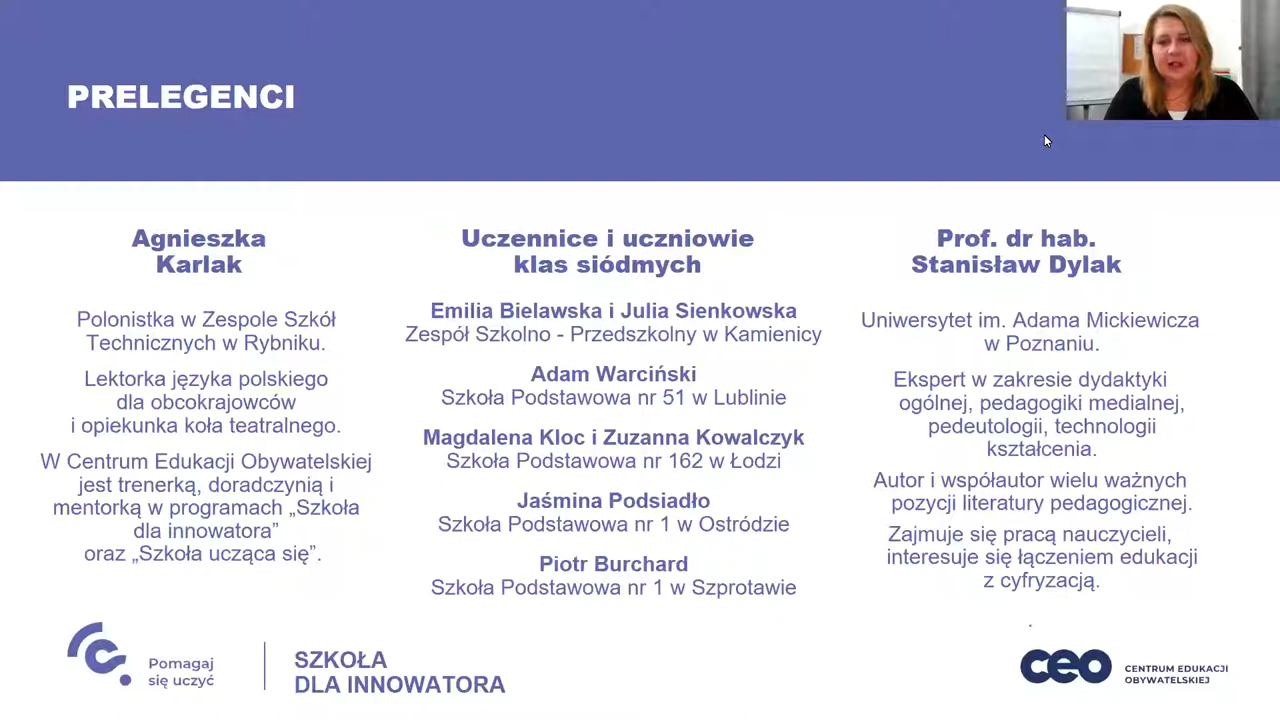 PRELEGENCI
Agnieszka
Karlak
Polonistka w Zespole Szkół
Technicznych w Rybniku.
Lektorka języka polskiego
dla obcokrajowców
i opiekunka koła teatralnego.
W Centrum Edukacji Obywatelskiej
jest trenerką, doradczynią i
mentorką w programach „Szkoła
dla innowatora”
oraz „Szkoła ucząca się”.
Uczennice i uczniowie
klas siódmych
Emilia Bielawska i Julia Sienkowska
Zespół Szkolno - Przedszkolny w Kamienicy
Adam Warciński
Szkoła Podstawowa nr 51 w Lublinie
Magdalena Kloc i Zuzanna Kowalczyk
Szkoła Podstawowa nr 162 w Łodzi
Jaśmina Podsiadło
Szkoła Podstawowa nr 1 w Ostródzie
Piotr Burchard
Szkoła Podstawowa nr 1 w Szprotawie
Prof. dr hab.
Stanisław Dylak
Uniwersytet im. Adama Mickiewicza
w Poznaniu.
Ekspert w zakresie dydaktyki
ogólnej, pedagogiki medialnej,
pedeutologii, technologii
kształcenia.
Autor i współautor wielu ważnych
pozycji literatury pedagogicznej.
Zajmuje się pracą nauczycieli,
interesuje się łączeniem edukacji
z cyfryzacją.
.
Pomagaj
się uczyć
SZKOŁA
DLA INNOWATORA
ceo
CENTRUM EDUKACJI
OBYWATELSKIEJ